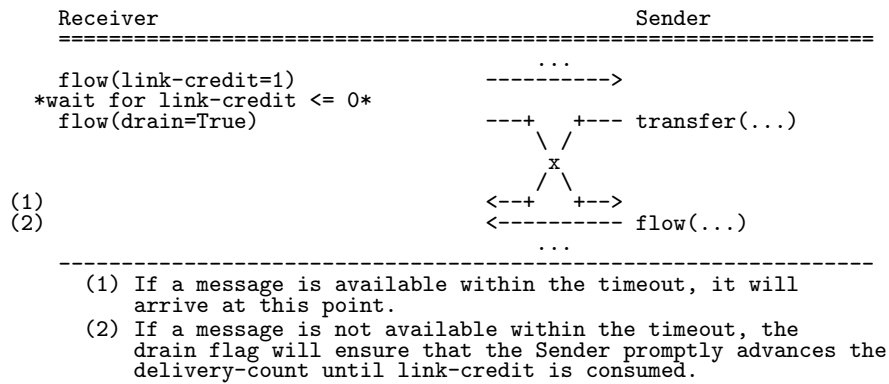 Receiver                                      Sender
=================================================================
                                      ...
flow(link-credit=1)               ---------->
*wait for link-credit <= 0*
flow(drain=True)                  ---+   +--- transfer(...)
                                      \ /
                                       x
                                      / \
(1)                               <--+   +-->
(2)                               <---------- flow(...)
                                      ...
-----------------------------------------------------------------
(1) If a message is available within the timeout, it will
arrive at this point.
(2) If a message is not available within the timeout, the
drain flag will ensure that the Sender promptly advances the
delivery-count until link-credit is consumed.